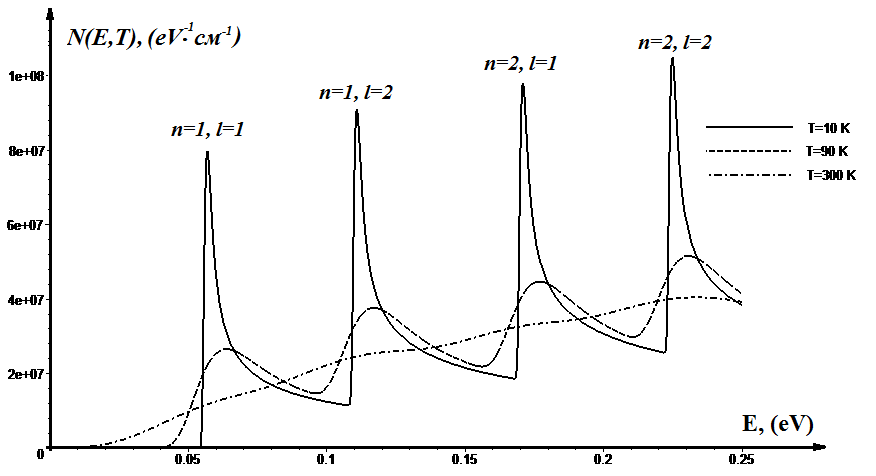 N(E,T), (eV⁻¹·см⁻¹)
n=2, l=2
n=2, l=1
n=1, l=2
n=1, l=1
1e+08
8e+07
6e+07
4e+07
2e+07
0
T=10 K
T=90 K
T=300 K
E, (eV)
0.05
0.1
0.15
0.2
0.25